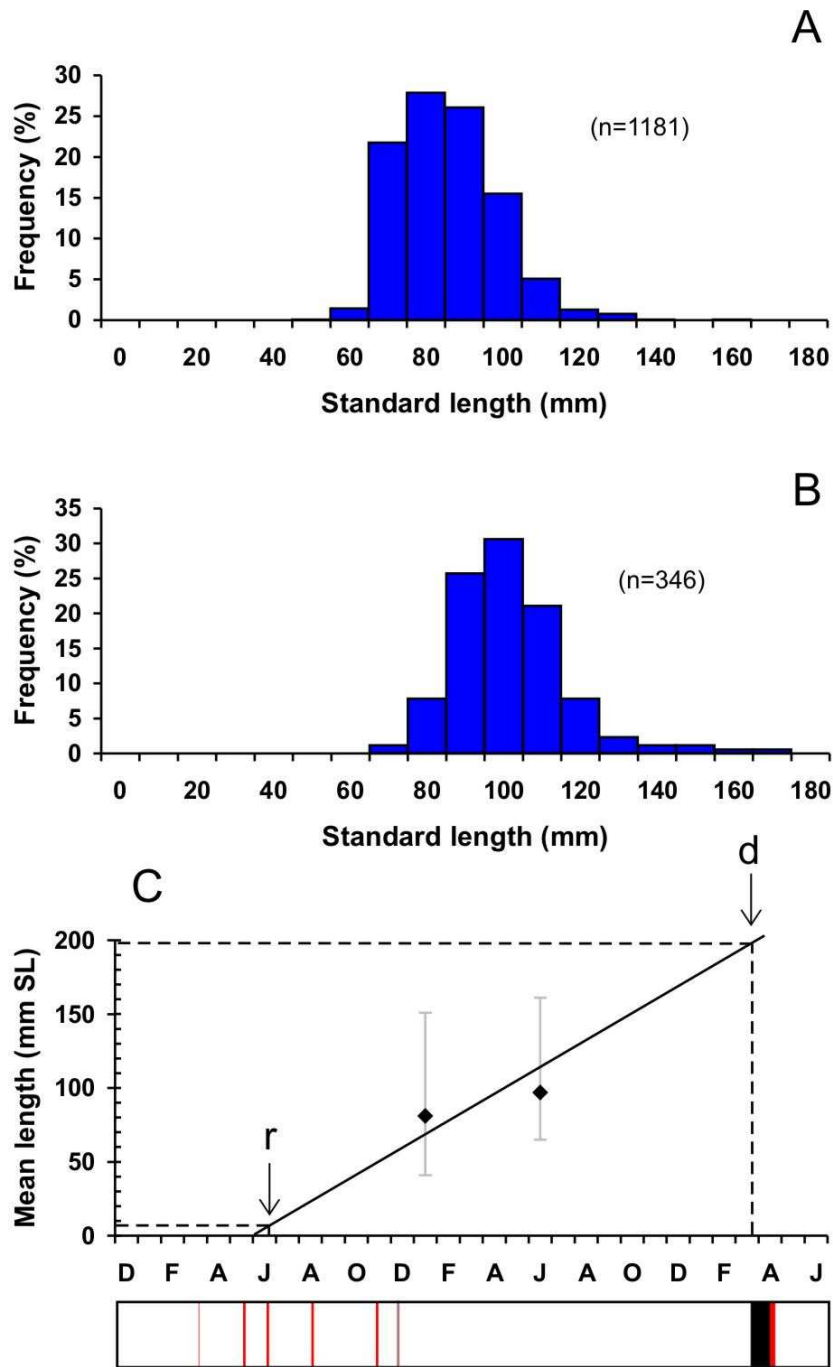 A
30
25
20
15
10
5
0
Frequency (%)
(n=1181)
0 20 40 60 80 100 120 140 160 180
Standard length (mm)
B
35
30
25
20
15
10
5
0
Frequency (%)
(n=346)
0 20 40 60 80 100 120 140 160 180
Standard length (mm)
C
d
200
150
100
50
0
Mean length (mm SL)
r
D F A J A O D F A J A O D F A J